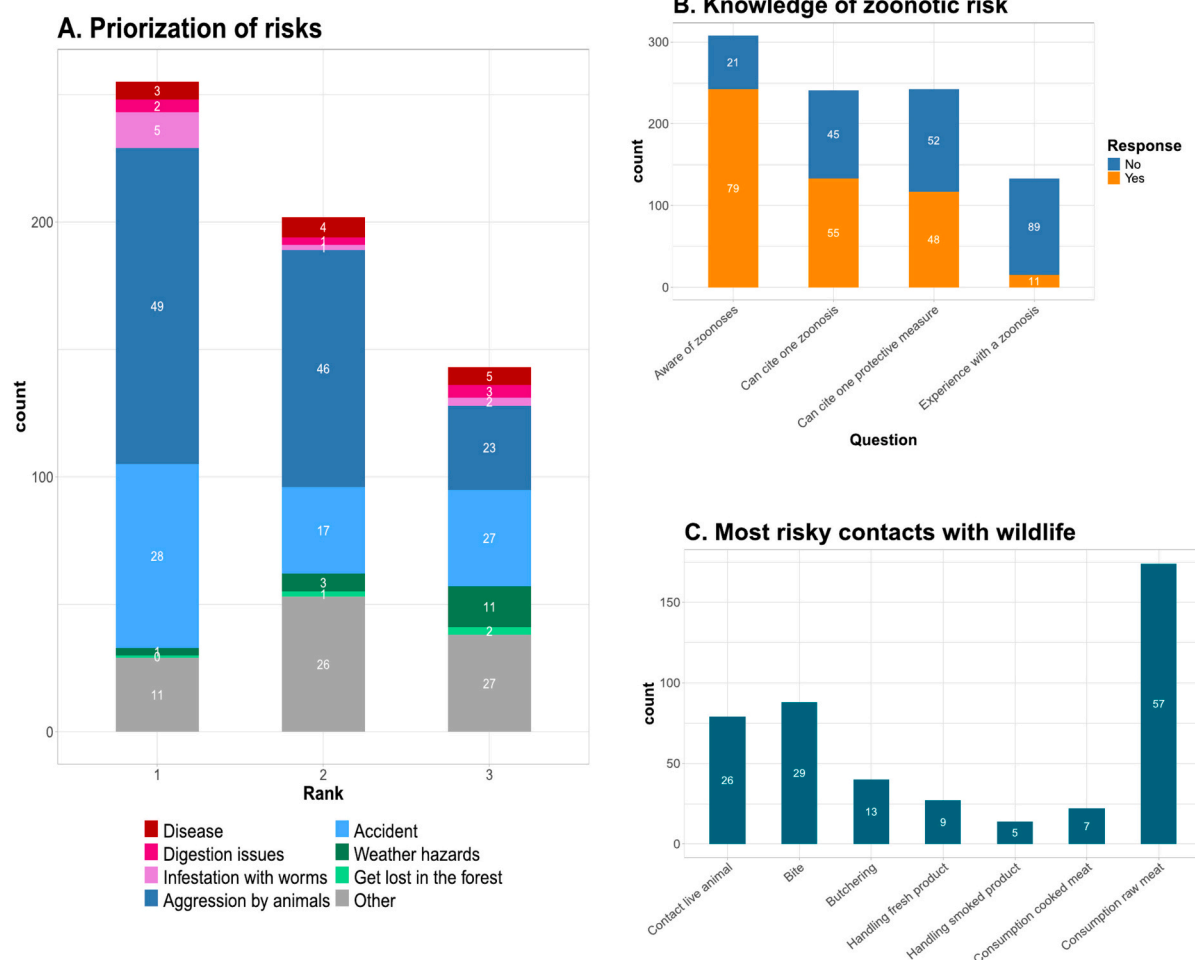 A. Priorization of risks
count
200
100
0
3
2
5
49
28
1
0
11
4
1
1
46
17
3
1
26
5
3
2
23
27
11
2
27
1
2
3
Rank
Disease
Digestion issues
Infestation with worms
Aggression by animals
Accident
Weather hazards
Get lost in the forest
Other
B. Knowledge of zoonotic risk
count
300
200
100
0
21
79
45
55
52
48
89
11
Aware of zoonoses
Can cite one zoonosis
Can cite one protective measure
Experience with a zoonosis
Question
Response
No
Yes
C. Most risky contacts with wildlife
count
150
100
50
0
26
29
13
9
5
7
57
Contact live animal
Bite
Butchering
Handling fresh product
Handling smoked product
Consumption cooked meat
Consumption raw meat